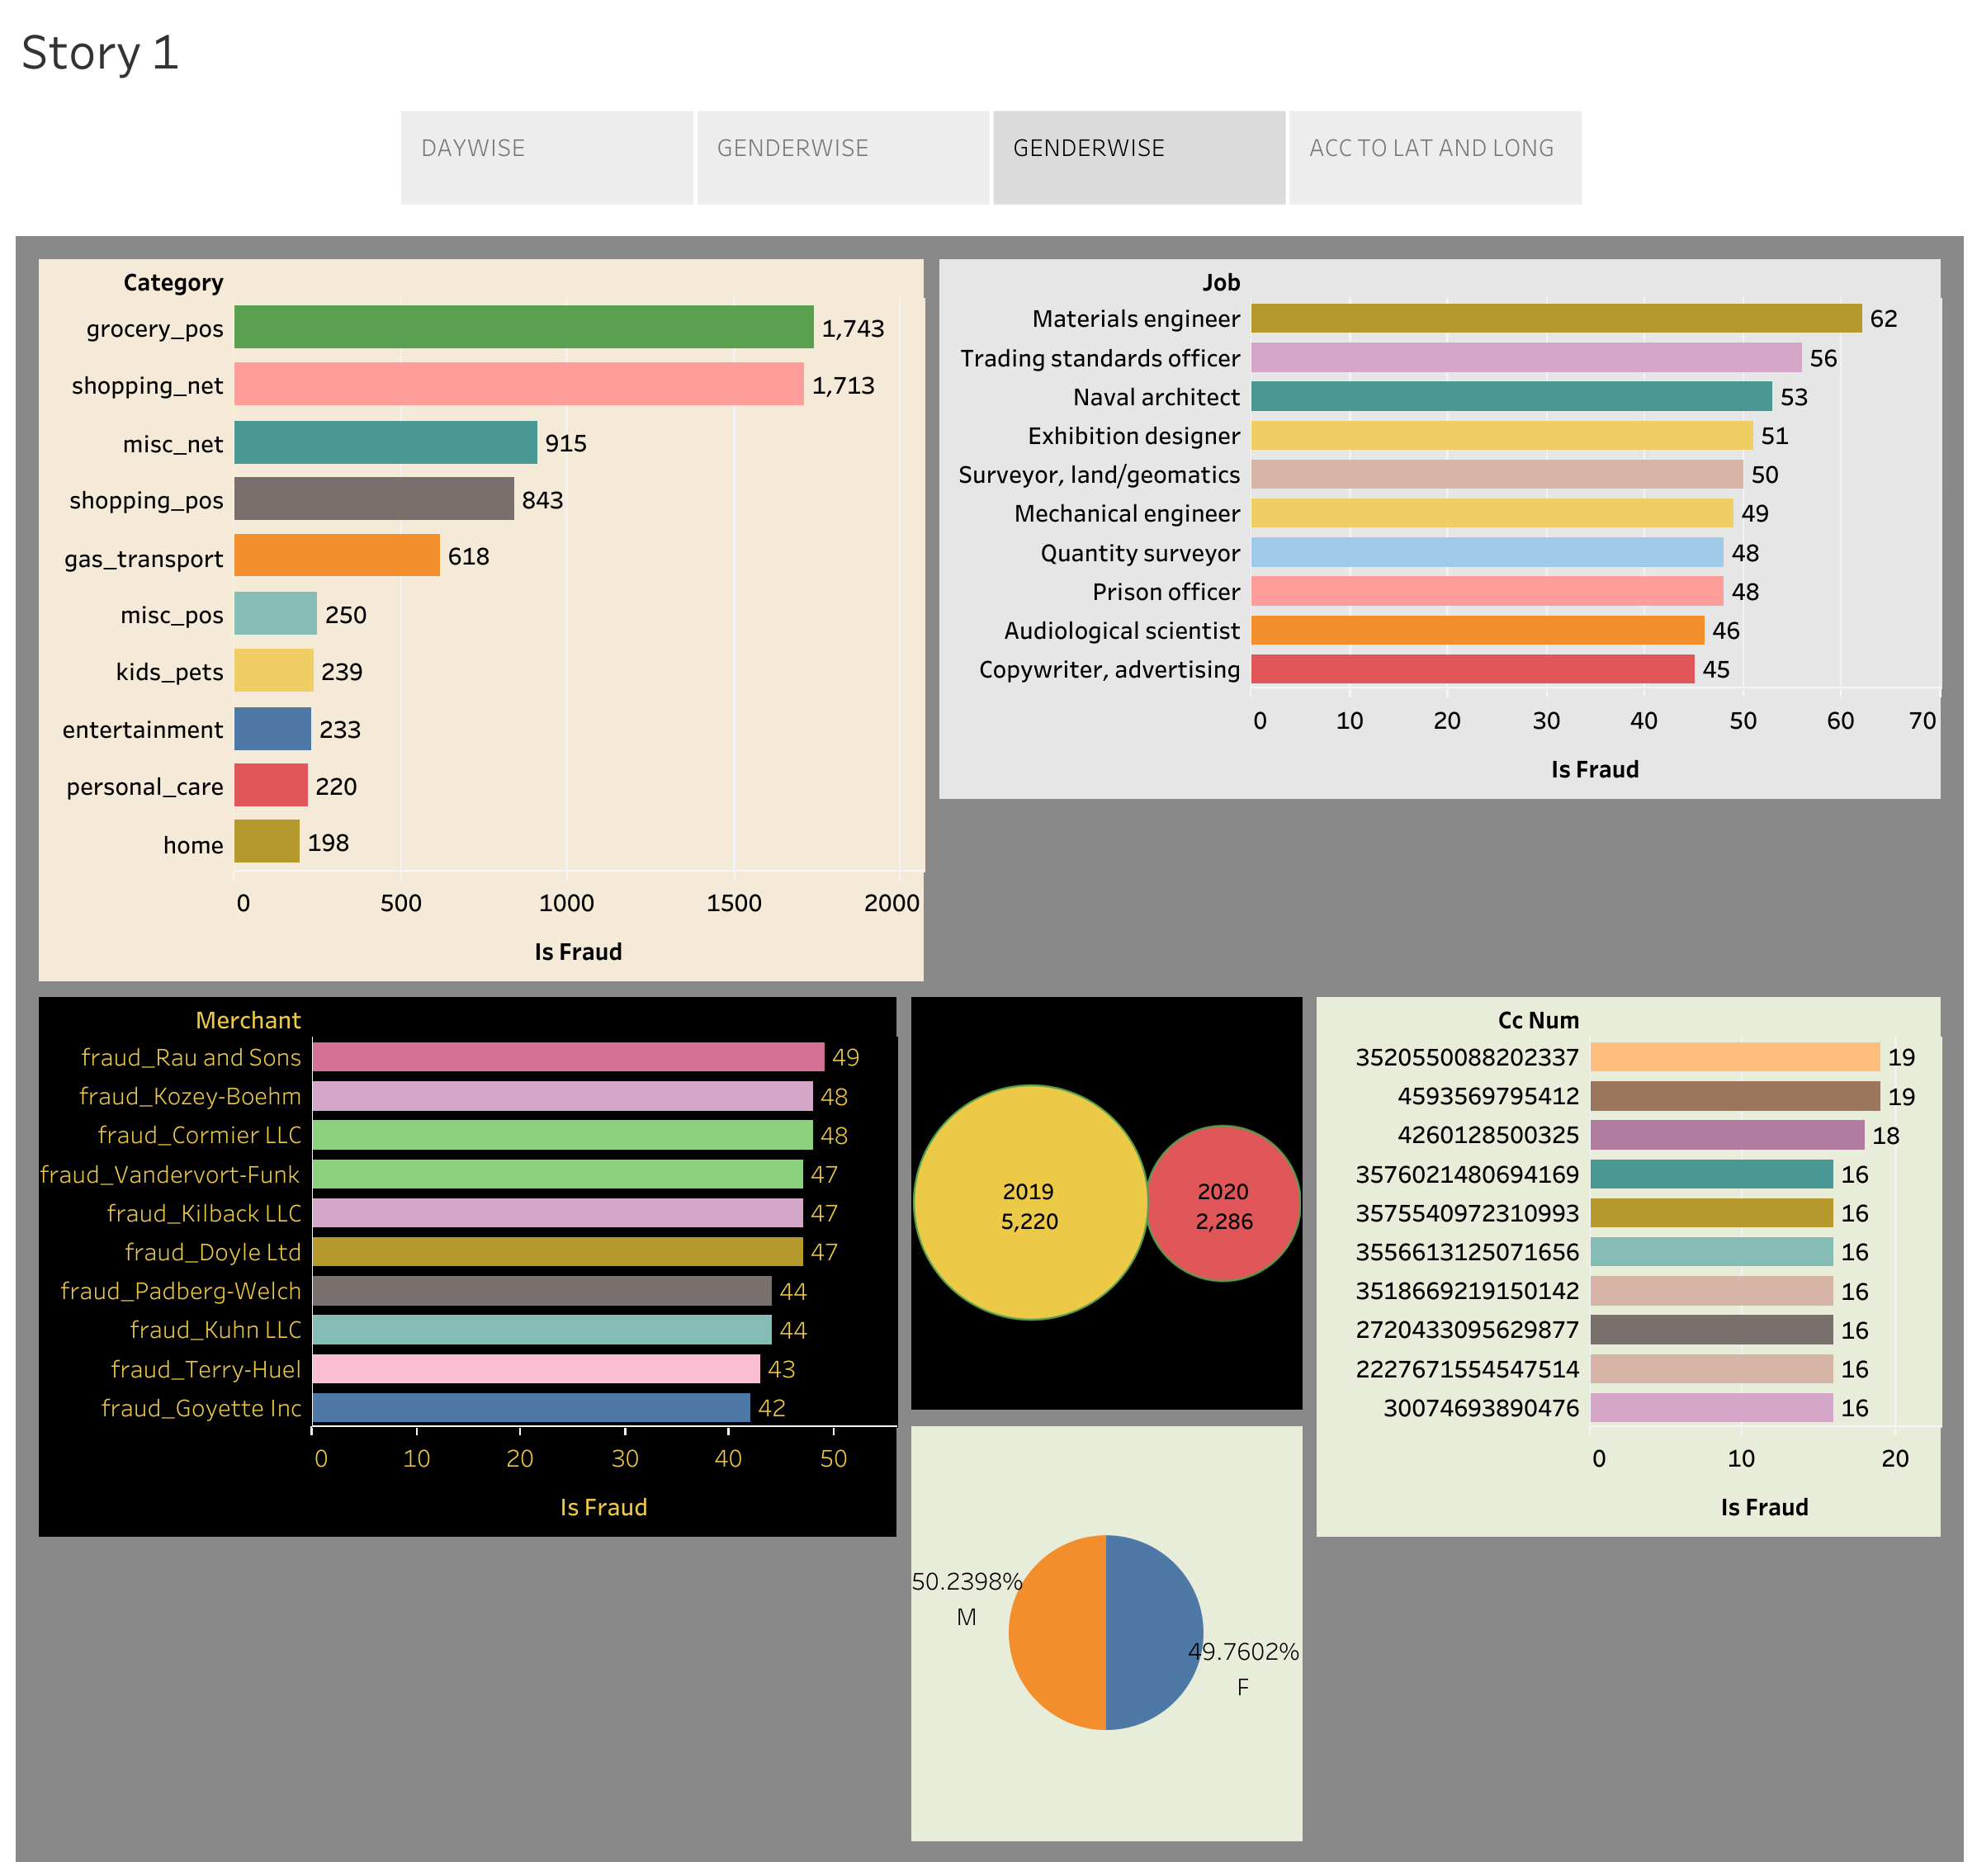 Story 1
DAYWISE
GENDERWISE
GENDERWISE
ACC TO LAT AND LONG
Category
grocery_pos 1,743
shopping_net 1,713
misc_net 915
shopping_pos 843
gas_transport 618
misc_pos 250
kids_pets 239
entertainment 233
personal_care 220
home 198
0 500 1000 1500 2000
Is Fraud
Job
Materials engineer 62
Trading standards officer 56
Naval architect 53
Exhibition designer 51
Surveyor, land/geomatics 50
Mechanical engineer 49
Quantity surveyor 48
Prison officer 48
Audiological scientist 46
Copywriter, advertising 45
0 10 20 30 40 50 60 70
Is Fraud
Merchant
fraud_Rau and Sons 49
fraud_Kozey-Boehm 48
fraud_Cormier LLC 48
fraud_Vandervort-Funk 47
fraud_Kilback LLC 47
fraud_Doyle Ltd 47
fraud_Padberg-Welch 44
fraud_Kuhn LLC 44
fraud_Terry-Huel 43
fraud_Goyette Inc 42
0 10 20 30 40 50
Is Fraud
2019
5,220
2020
2,286
Cc Num
3520550088202337 19
4593569795412 19
4260128500325 18
3576021480694169 16
3575540972310993 16
3556613125071656 16
3518669219150142 16
2720433095629877 16
2227671554547514 16
30074693890476 16
0 10 20
Is Fraud
50.2398%
M
49.7602%
F